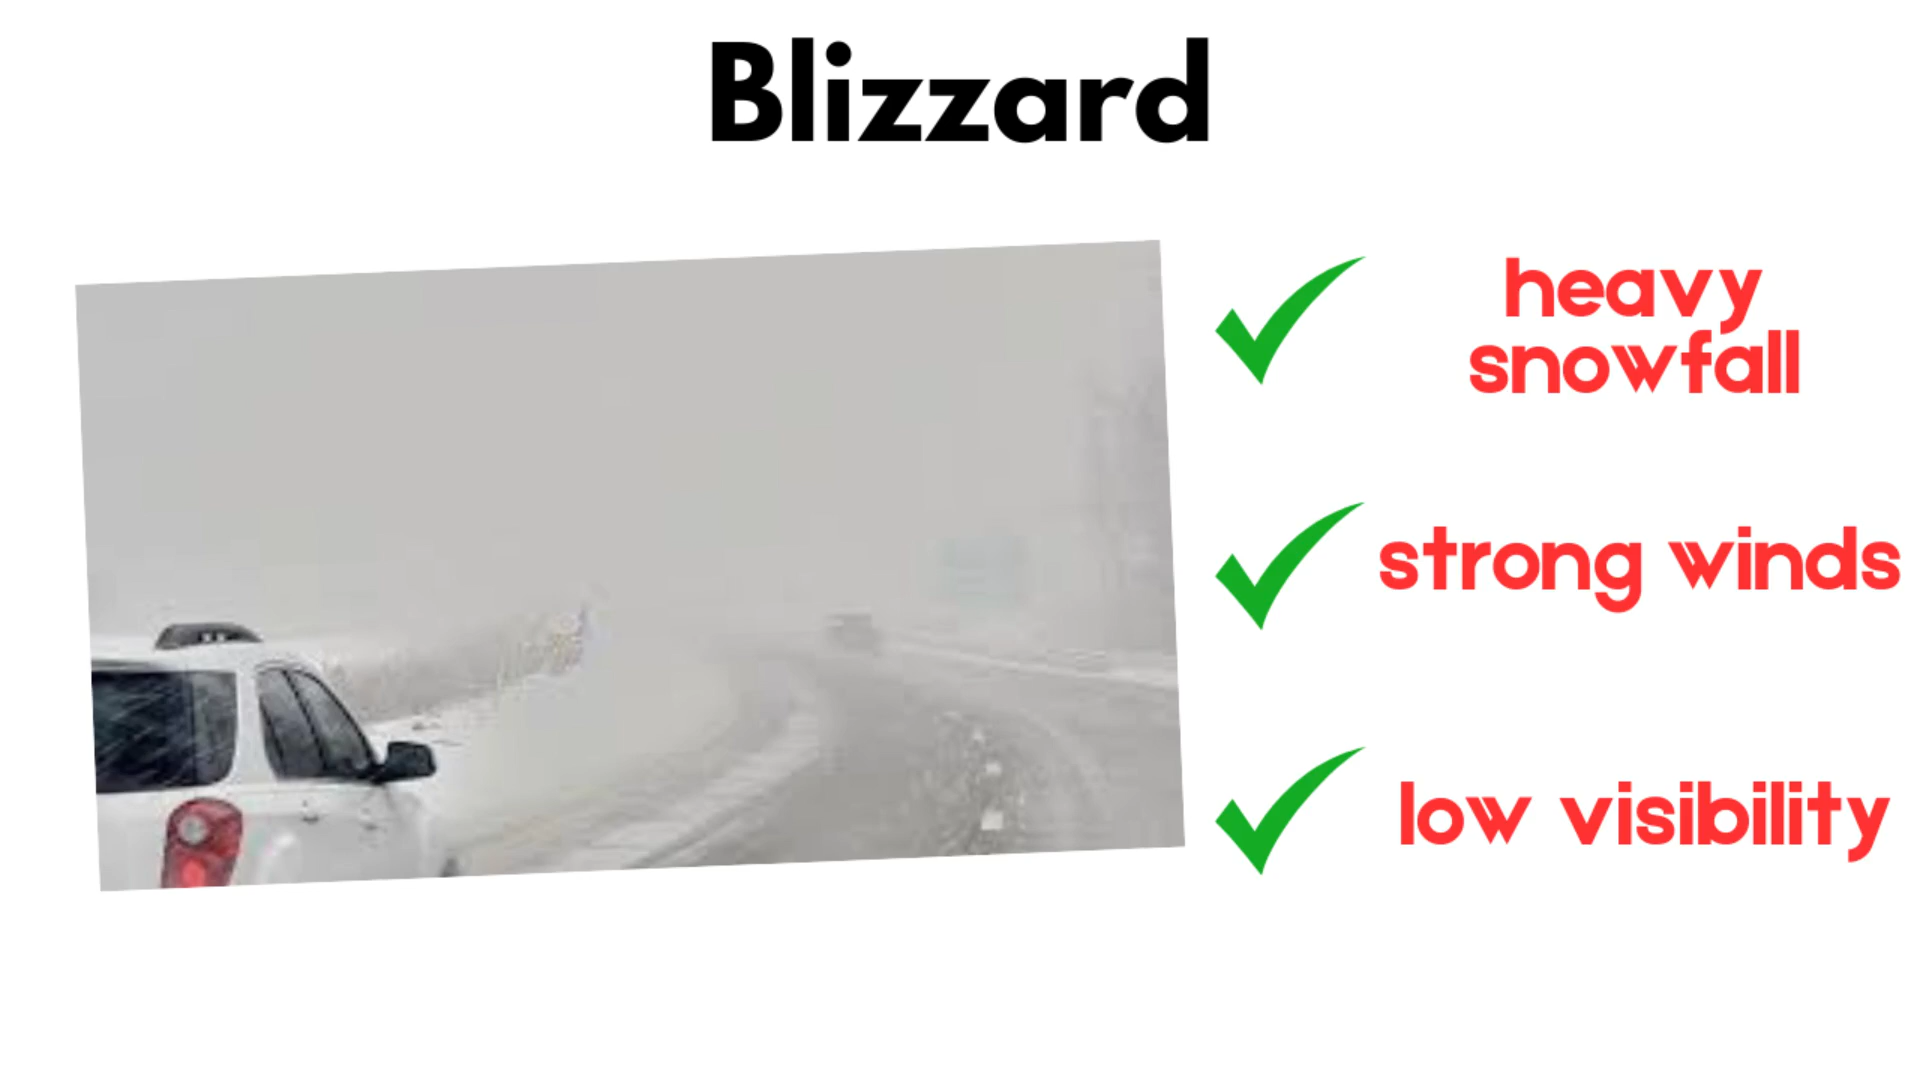 Blizzard
heavy
snowfall
strong winds
low visibility